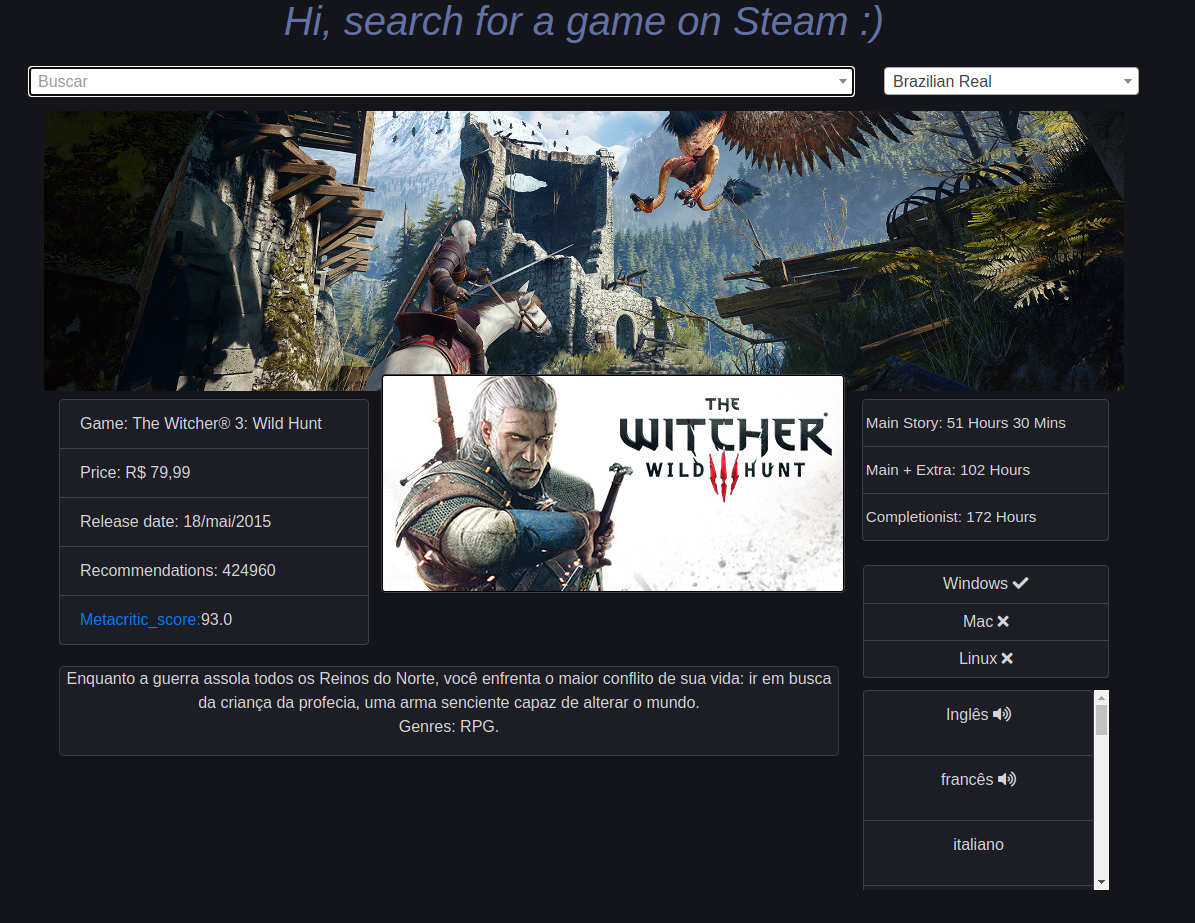 Hi, search for a game on Steam :)
Buscar
Brazilian Real
Game: The Witcher® 3: Wild Hunt
Price: R$ 79,99
Release date: 18/mai/2015
Recommendations: 424960
Metacritic_score:93.0
THE
WITCHER
WILD HUNT
Main Story: 51 Hours 30 Mins
Main + Extra: 102 Hours
Completionist: 172 Hours
Windows
Mac
Linux
Enquanto a guerra assola todos os Reinos do Norte, você enfrenta o maior conflito de sua vida: ir em busca
da criança da profecia, uma arma senciente capaz de alterar o mundo.
Genres: RPG.
Inglês
francês
italiano